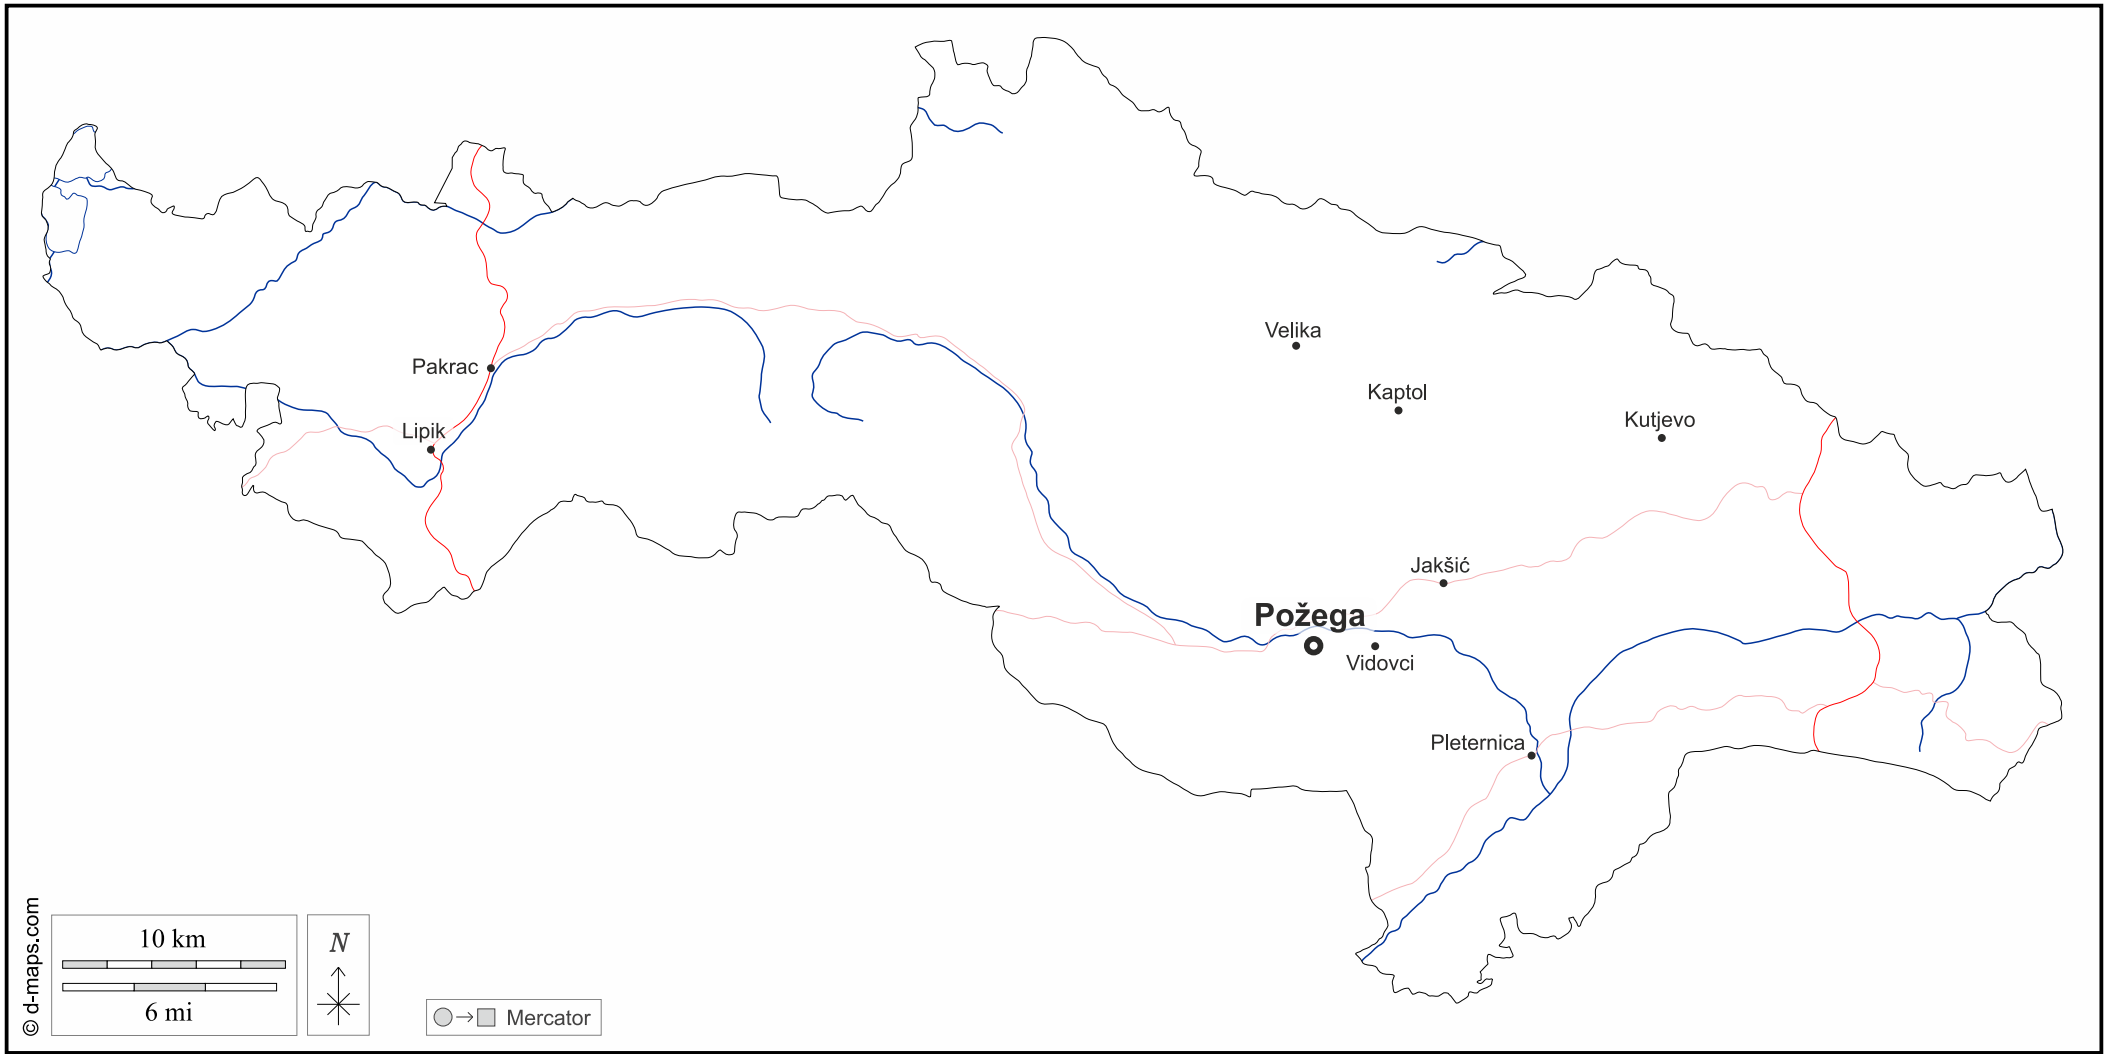 Velika
Pakrac
Kaptol
Kutjevo
Lipik
Jakšić
Požega
Vidovci
Pleternica
© d-maps.com
10 km
6 mi
N
Mercator